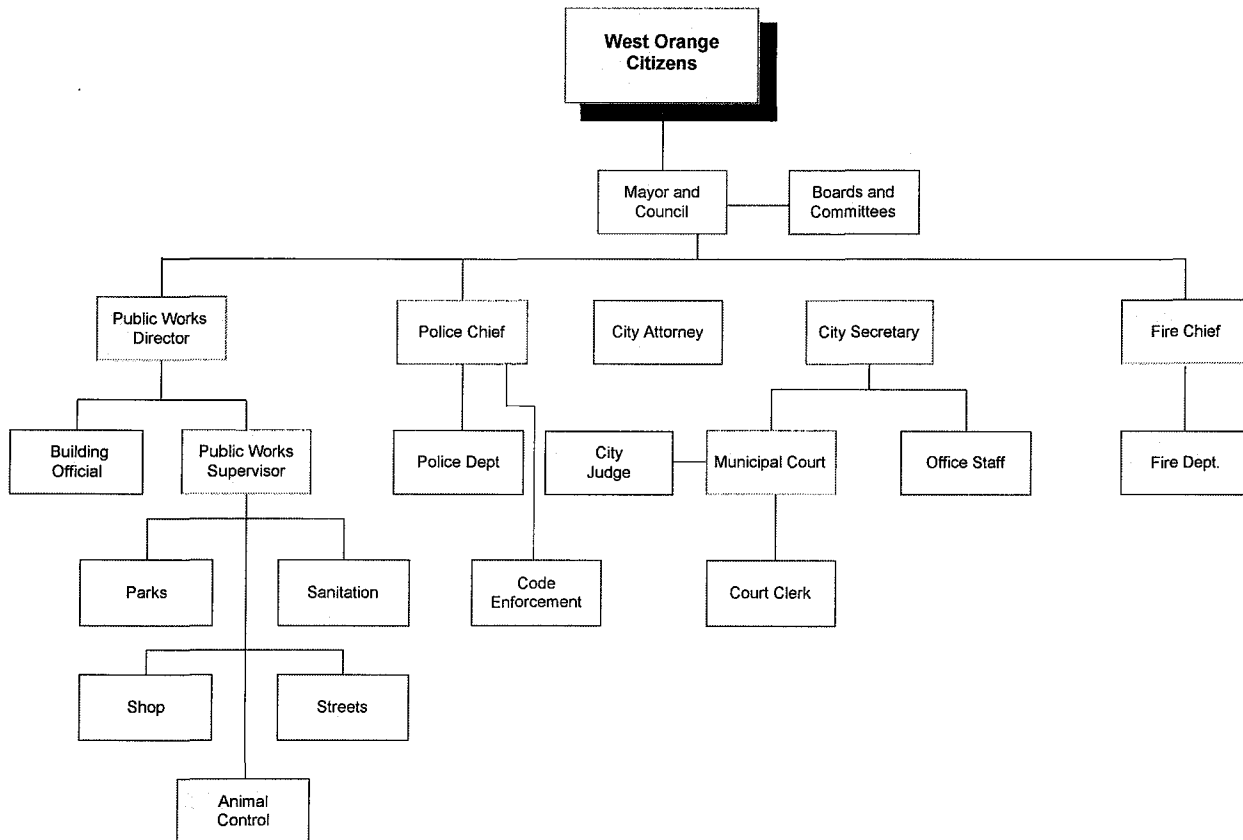 West Orange
Citizens
Mayor and
Council
Boards and
Committees
Public Works
Director
Police Chief
City Attorney
City Secretary
Fire Chief
Building
Official
Public Works
Supervisor
Police Dept
City
Judge
Municipal Court
Office Staff
Fire Dept.
Parks
Sanitation
Code
Enforcement
Court Clerk
Shop
Streets
Animal
Control